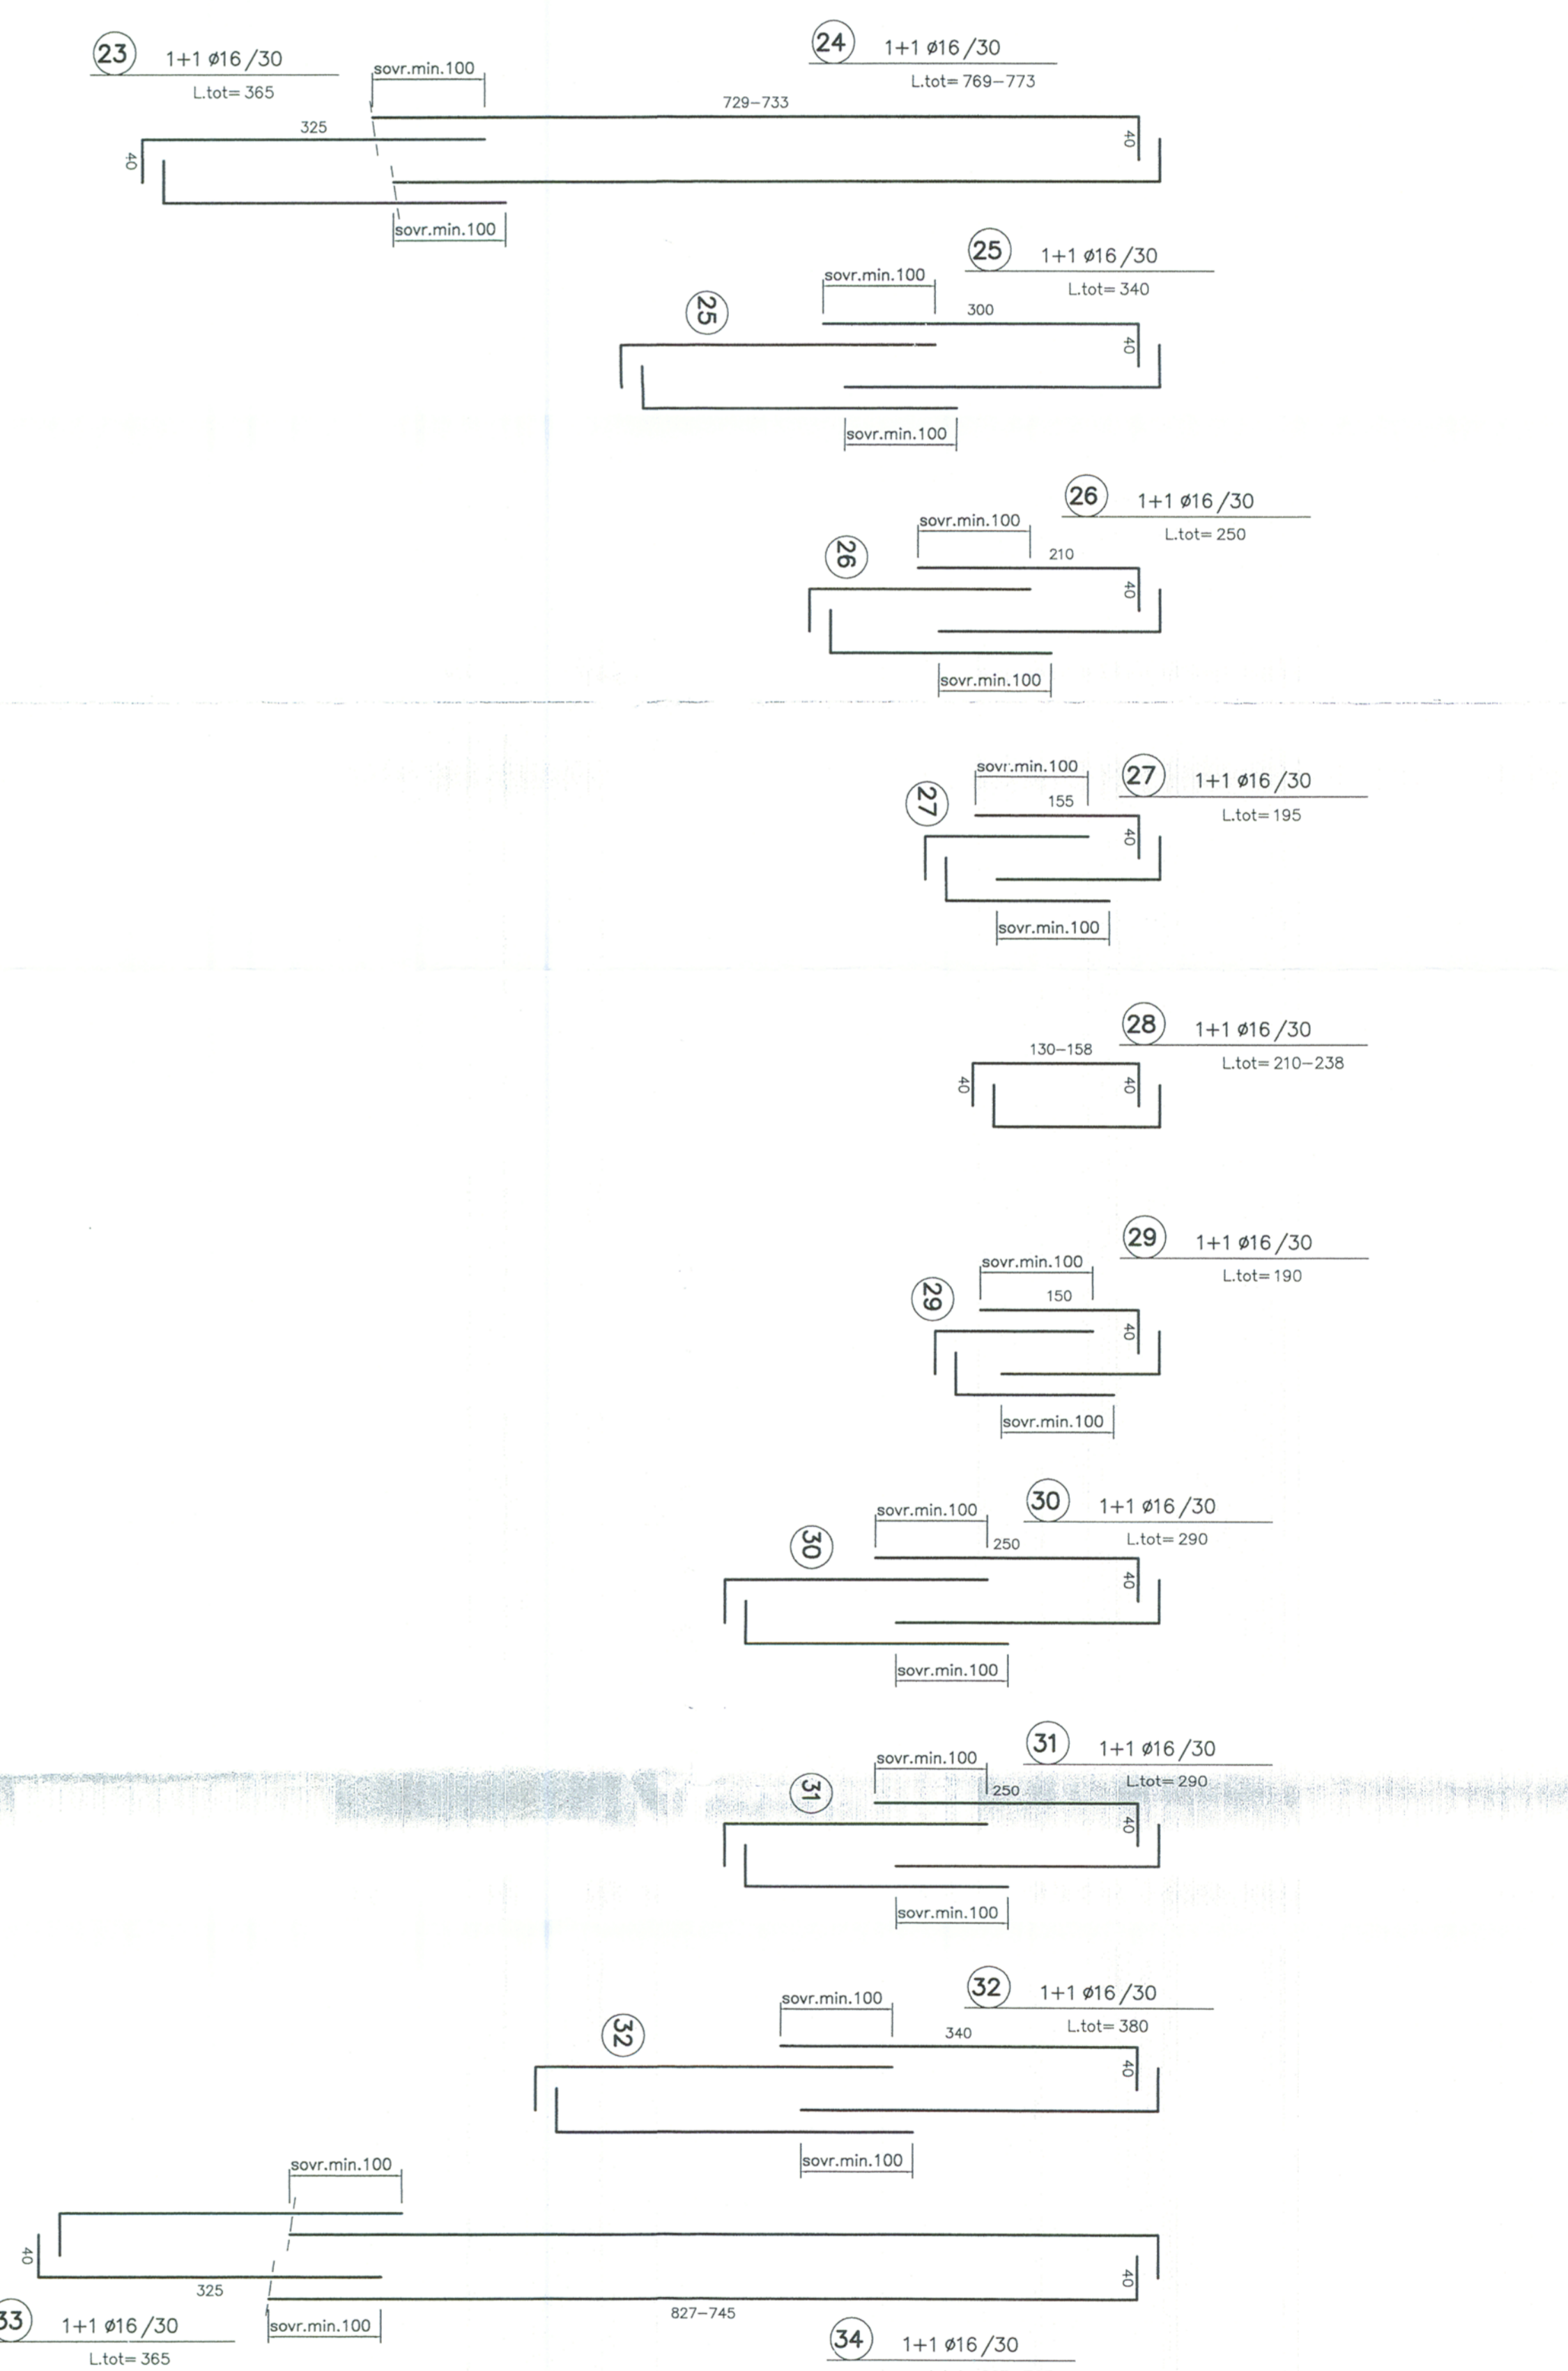 23 1+1 ø16/30
L.tot= 365
sovr.min.100
325
40
24 1+1 ø16/30
L.tot= 769-773
729-733
40
sovr.min.100
25 1+1 ø16/30
L.tot= 340
sovr.min.100
25
300
40
sovr.min.100
26 1+1 ø16/30
L.tot= 250
sovr.min.100
26
210
40
sovr.min.100
27 1+1 ø16/30
L.tot= 195
sovr.min.100
27
155
40
sovr.min.100
28 1+1 ø16/30
L.tot= 210-238
130-158
40
40
29 1+1 ø16/30
L.tot= 190
sovr.min.100
29
150
40
sovr.min.100
30 1+1 ø16/30
L.tot= 290
sovr.min.100
30
250
40
sovr.min.100
31 1+1 ø16/30
L.tot= 290
sovr.min.100
31
250
40
sovr.min.100
32 1+1 ø16/30
L.tot= 380
sovr.min.100
32
340
40
sovr.min.100
sovr.min.100
40
325
40
827-745
33 1+1 ø16/30
L.tot= 365
sovr.min.100
34 1+1 ø16/30